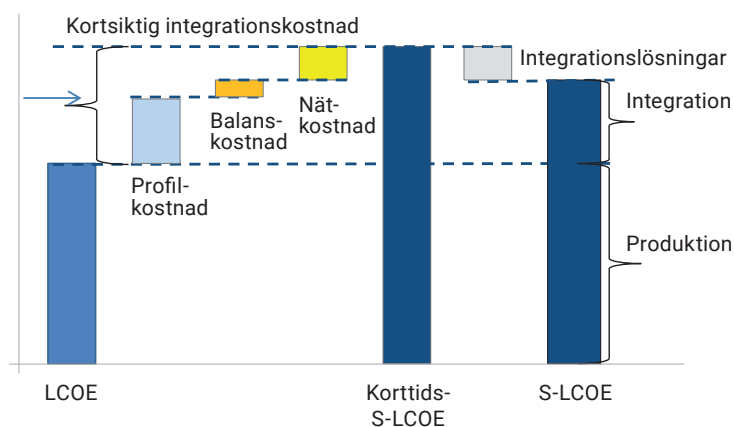 Kortsiktig integrationskostnad
Integrationslösningar
Integration
Nät-
kostnad
Balans-
kostnad
Profil-
kostnad
Produktion
LCOE
Korttids-
S-LCOE
S-LCOE